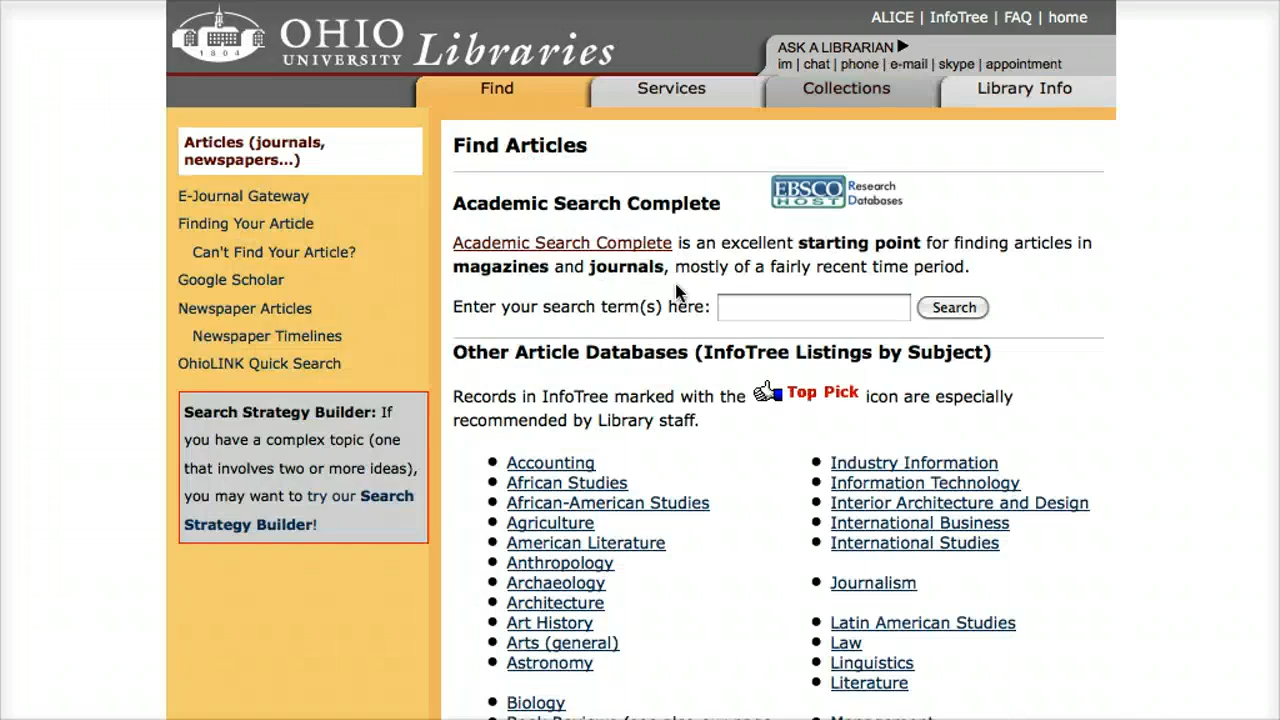 ALICE | InfoTree | FAQ | home
OHIO
UNIVERSITY
Libraries
1804
ASK A LIBRARIAN
im | chat | phone | e-mail | skype | appointment
Find
Services
Collections
Library Info
Articles (journals,
newspapers...)
E-Journal Gateway
Finding Your Article
Can't Find Your Article?
Google Scholar
Newspaper Articles
Newspaper Timelines
OhioLINK Quick Search
Search Strategy Builder: If
you have a complex topic (one
that involves two or more ideas),
you may want to try our Search
Strategy Builder!
Find Articles
Academic Search Complete
EBSCO
HOST
Research
Databases
Academic Search Complete is an excellent starting point for finding articles in
magazines and journals, mostly of a fairly recent time period.
Enter your search term(s) here:
Search
Other Article Databases (InfoTree Listings by Subject)
Records in InfoTree marked with the Top Pick icon are especially
recommended by Library staff.
Accounting
African Studies
African-American Studies
Agriculture
American Literature
Anthropology
Archaeology
Architecture
Art History
Arts (general)
Astronomy
Biology
Industry Information
Information Technology
Interior Architecture and Design
International Business
International Studies
Journalism
Latin American Studies
Law
Linguistics
Literature